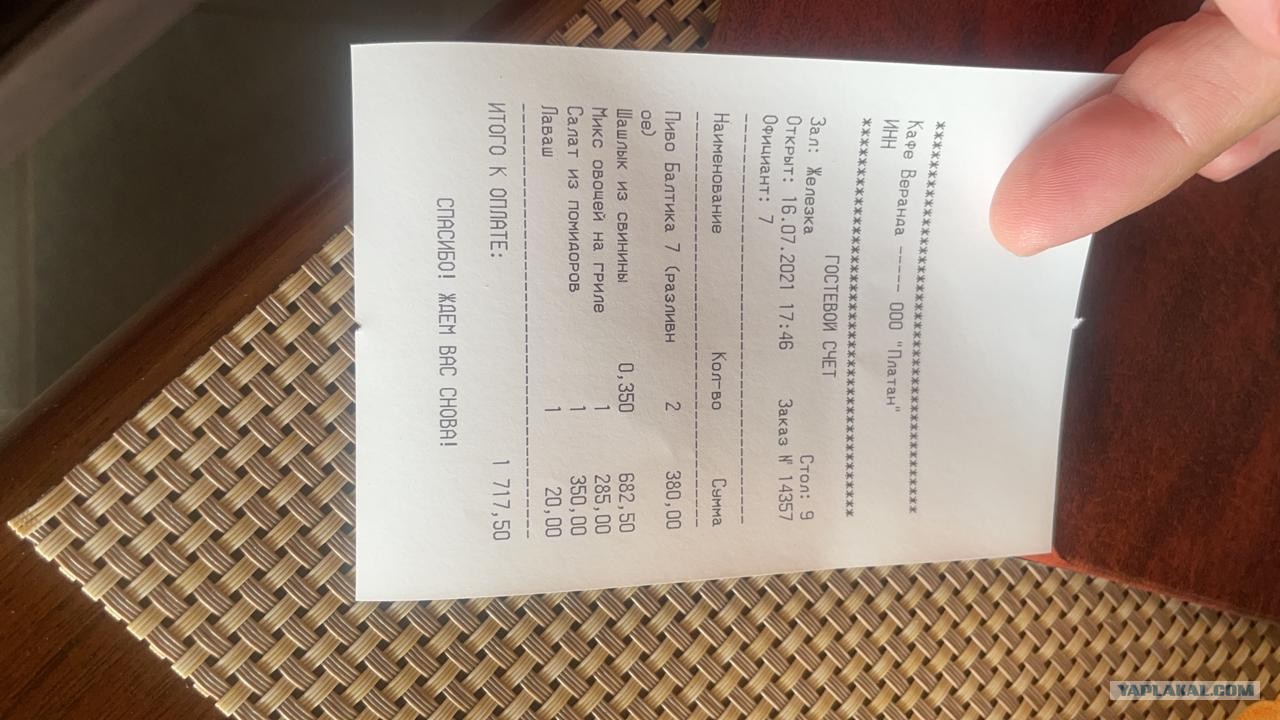 ************************************************
Кафе Веранда ----- ООО "Платан"
ИНН
************************************************
ГОСТЕВОЙ СЧЕТ
Зал: Железка Стол: 9
Открыт: 16.07.2021 17:46 Заказ № 14357
Официант: 7
------------------------------------------------
Наименование Кол-во Сумма
------------------------------------------------
Пиво Балтика 7 (разливн 2 380,00
ов)
Шашлык из свинины 0,350 682,50
Микс овощей на гриле 1 285,00
Салат из помидоров 1 350,00
Лаваш 1 20,00
------------------------------------------------
ИТОГО К ОПЛАТЕ: 1 717,50
СПАСИБО! ЖДЕМ ВАС СНОВА!
YAPLAKAL.COM